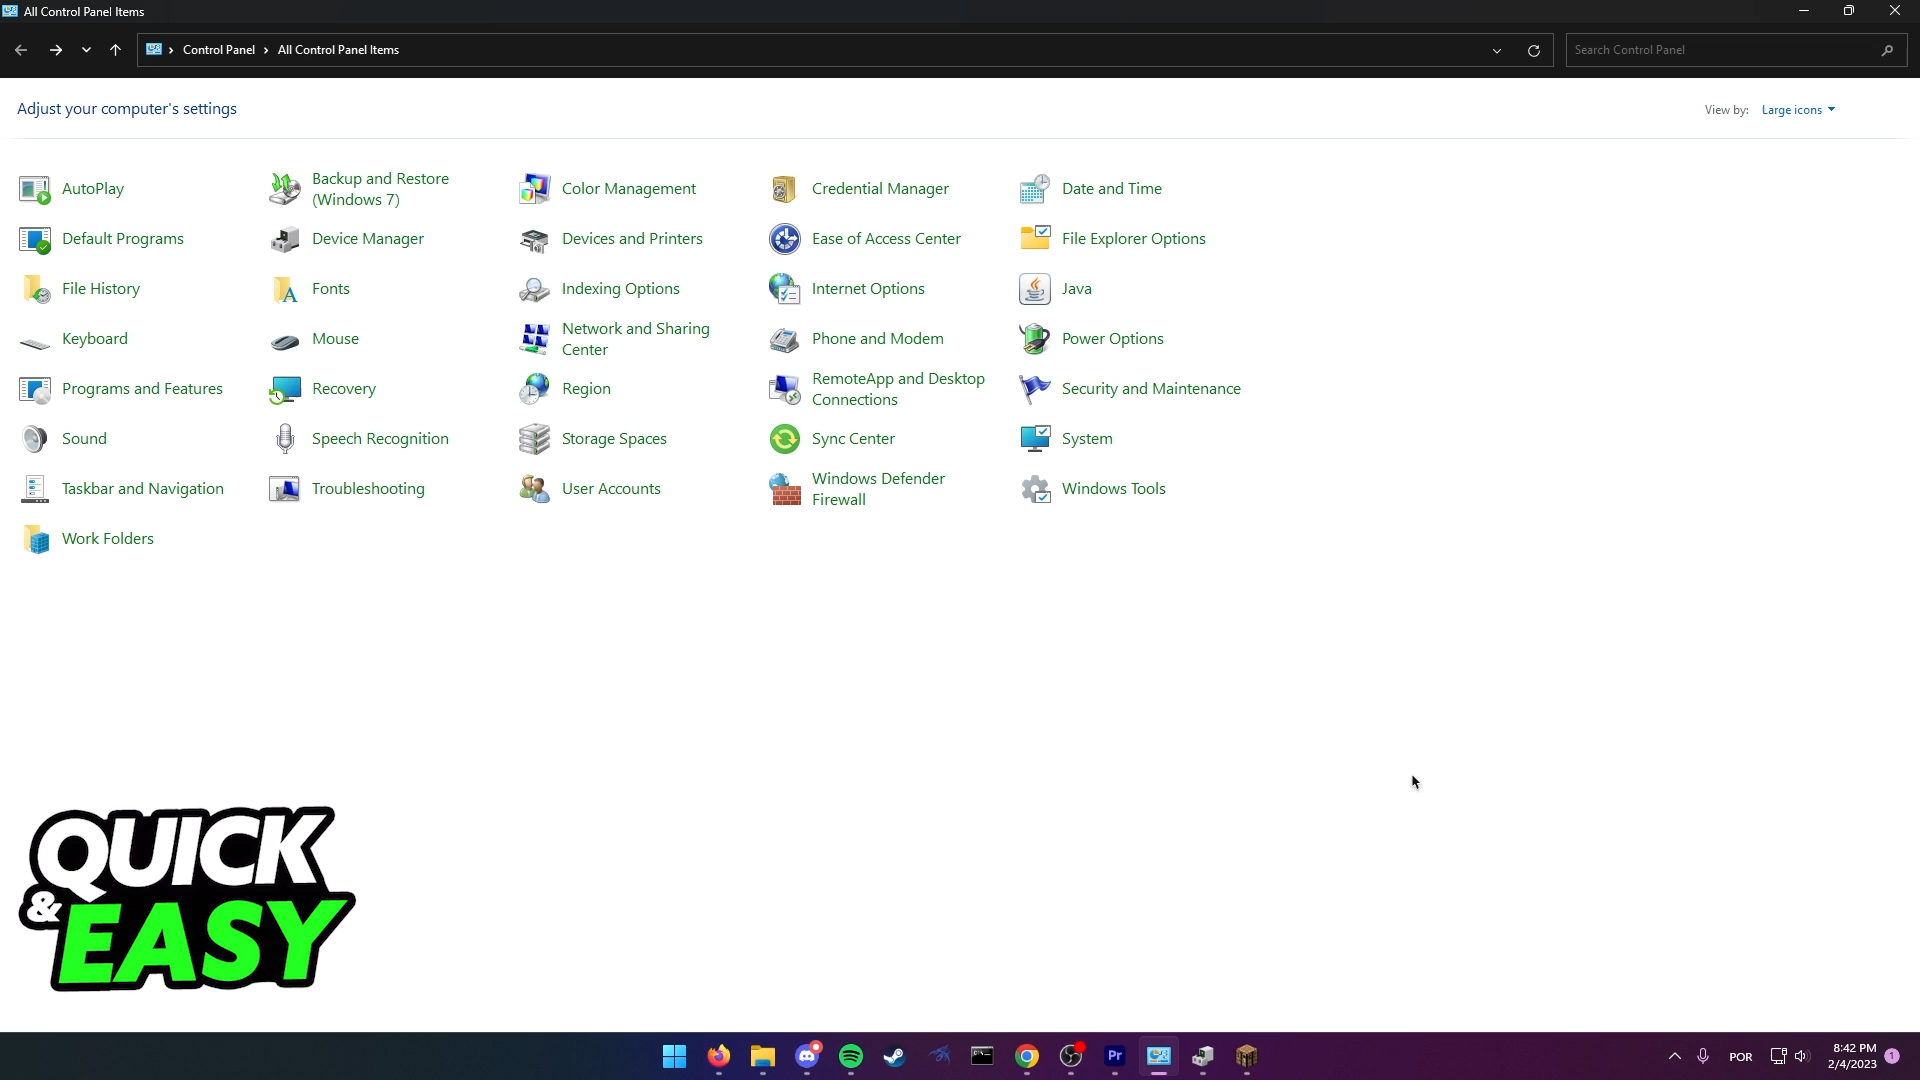 All Control Panel Items
Control Panel > All Control Panel Items
Search Control Panel
Adjust your computer's settings
View by: Large icons
AutoPlay
Backup and Restore
(Windows 7)
Color Management
Credential Manager
Date and Time
Default Programs
Device Manager
Devices and Printers
Ease of Access Center
File Explorer Options
File History
Fonts
Indexing Options
Internet Options
Java
Keyboard
Mouse
Network and Sharing
Center
Phone and Modem
Power Options
Programs and Features
Recovery
Region
RemoteApp and Desktop
Connections
Security and Maintenance
Sound
Speech Recognition
Storage Spaces
Sync Center
System
Taskbar and Navigation
Troubleshooting
User Accounts
Windows Defender
Firewall
Windows Tools
Work Folders
QUICK
& EASY
Pr
POR
8:42 PM
2/4/2023
1